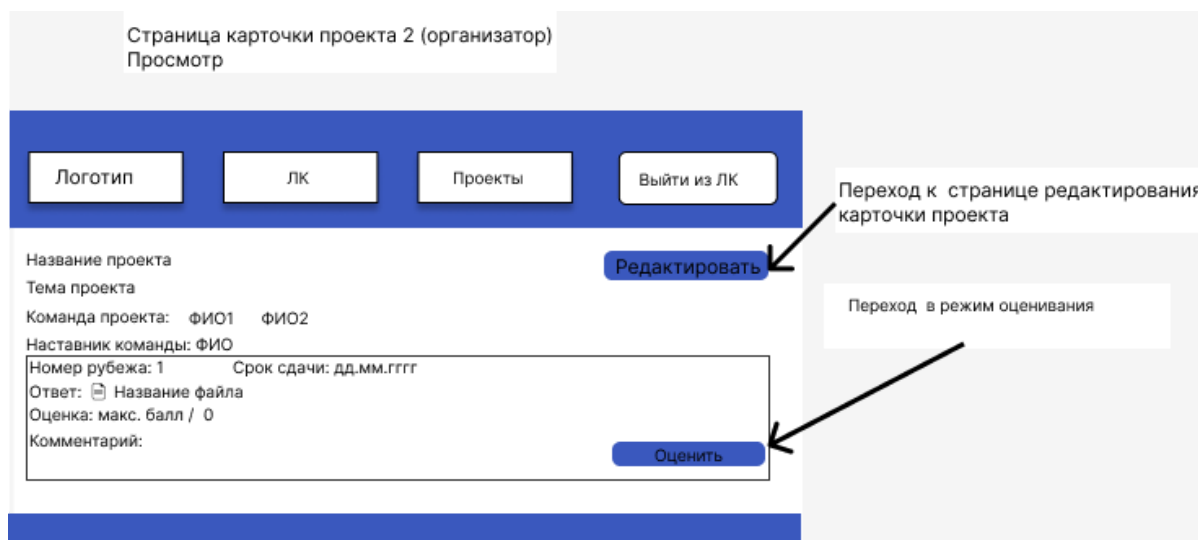 Страница карточки проекта 2 (организатор)
Просмотр
Логотип
ЛК
Проекты
Выйти из ЛК
Переход к странице редактирования
карточки проекта
Название проекта
Редактировать
Тема проекта
Команда проекта: ФИО1 ФИО2
Переход в режим оценивания
Наставник команды: ФИО
Номер рубежа: 1 Срок сдачи: дд.мм.гггг
Ответ: Название файла
Оценка: макс. балл / 0
Комментарий:
Оценить